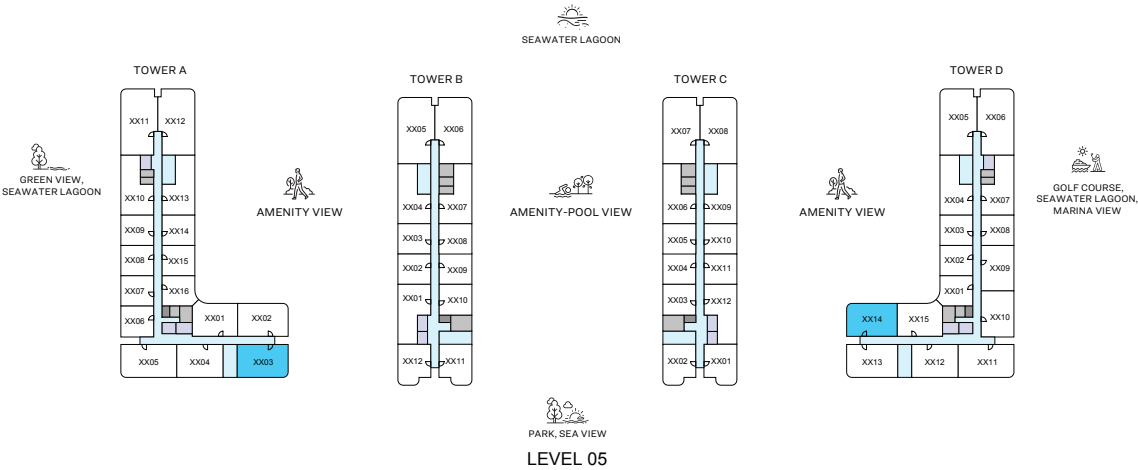 SEAWATER LAGOON
TOWER A
TOWER B
TOWER C
TOWER D
GREEN VIEW,
SEAWATER LAGOON
AMENITY VIEW
AMENITY-POOL VIEW
AMENITY VIEW
GOLF COURSE,
SEAWATER LAGOON,
MARINA VIEW
XX11 XX12
XX10 XX13
XX09 XX14
XX08 XX15
XX07 XX16
XX06 XX01 XX02
XX05 XX04 XX03
XX05 XX06
XX04 XX07
XX03 XX08
XX02 XX09
XX01 XX10
XX12 XX11
XX07 XX08
XX06 XX09
XX05 XX10
XX04 XX11
XX03 XX12
XX02 XX01
XX05 XX06
XX04 XX07
XX03 XX08
XX02 XX09
XX01
XX14 XX15 XX10
XX13 XX12 XX11
PARK, SEA VIEW
LEVEL 05